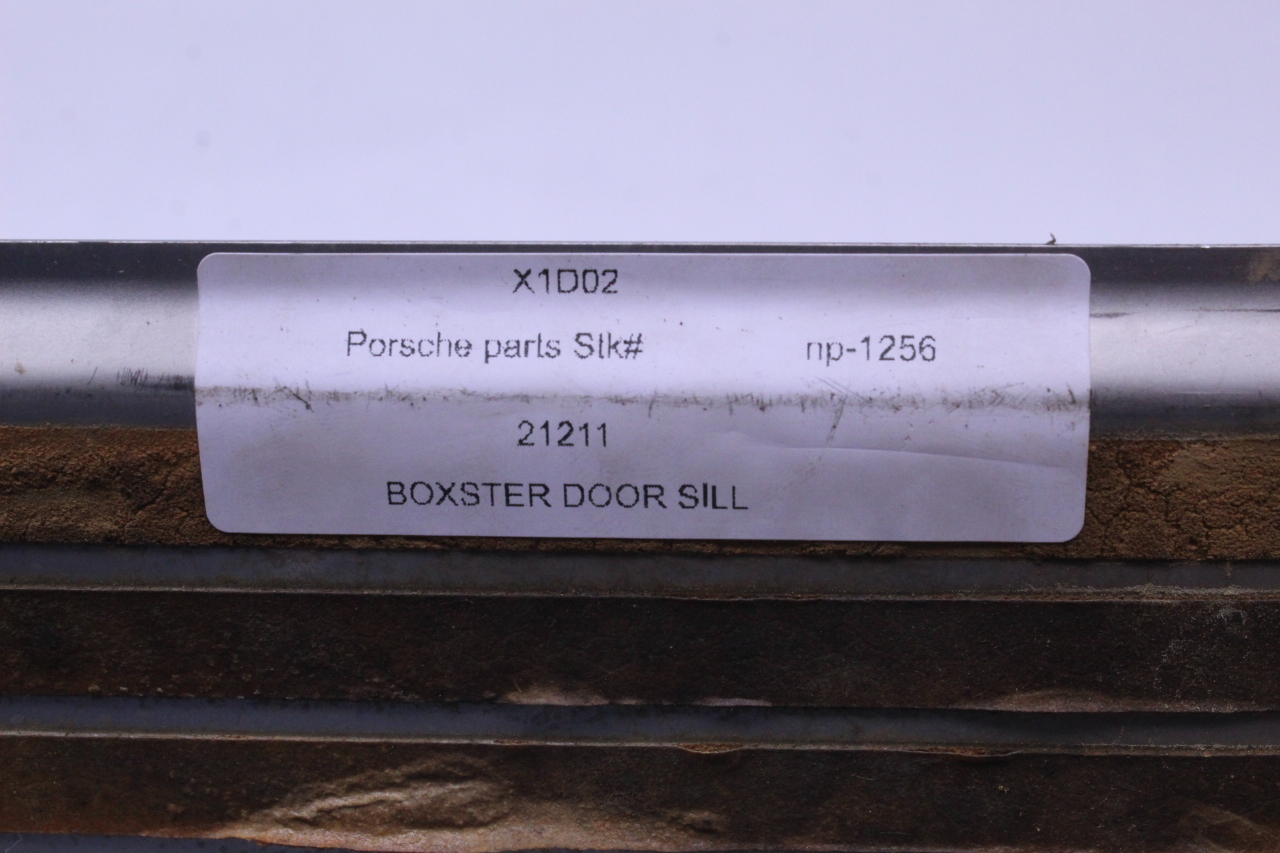 X1D02
Porsche parts Stk# np-1256
21211
BOXSTER DOOR SILL